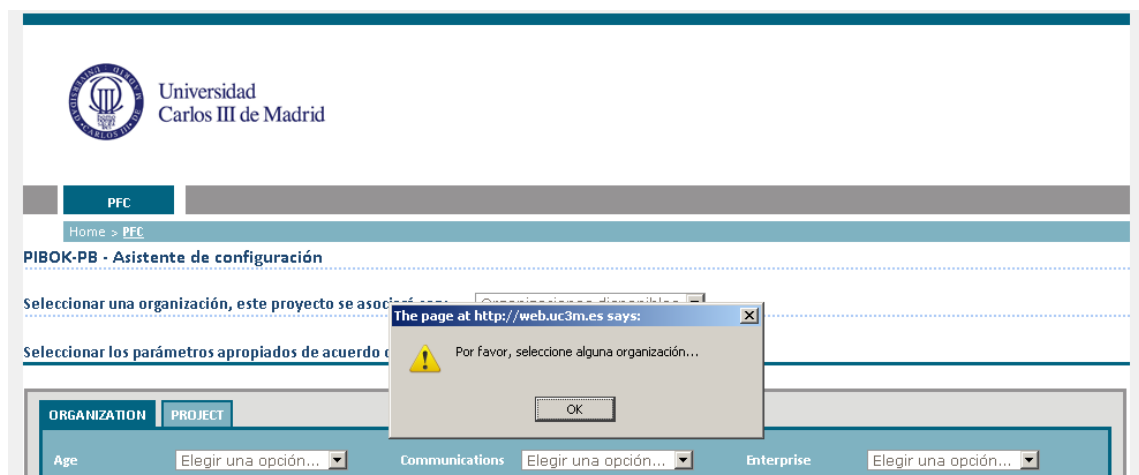 Universidad
Carlos III de Madrid
PFC
Home > PFC
PIBOK-PB - Asistente de configuración
Seleccionar una organización, este proyecto se
The page at http://web.uc3m.es says:
Por favor, seleccione alguna organización...
OK
Seleccionar los parámetros apropiados de acuerdo
ORGANIZATION PROJECT
Age Elegir una opción... Communications Elegir una opción... Enterprise Elegir una opción...